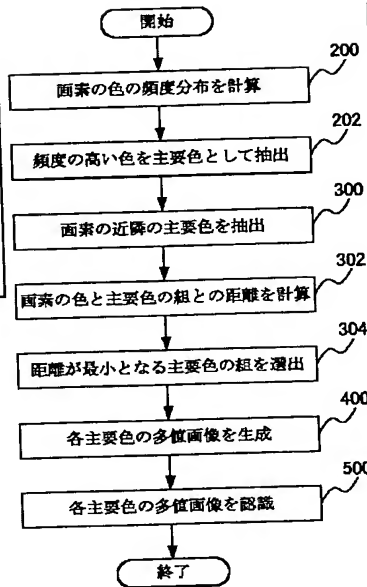 開始
200
画素の色の頻度分布を計算
202
頻度の高い色を主要色として抽出
300
画素の近隣の主要色を抽出
302
画素の色と主要色の組との距離を計算
304
距離が最小となる主要色の組を選出
400
各主要色の多値画像を生成
500
各主要色の多値画像を認識
終了